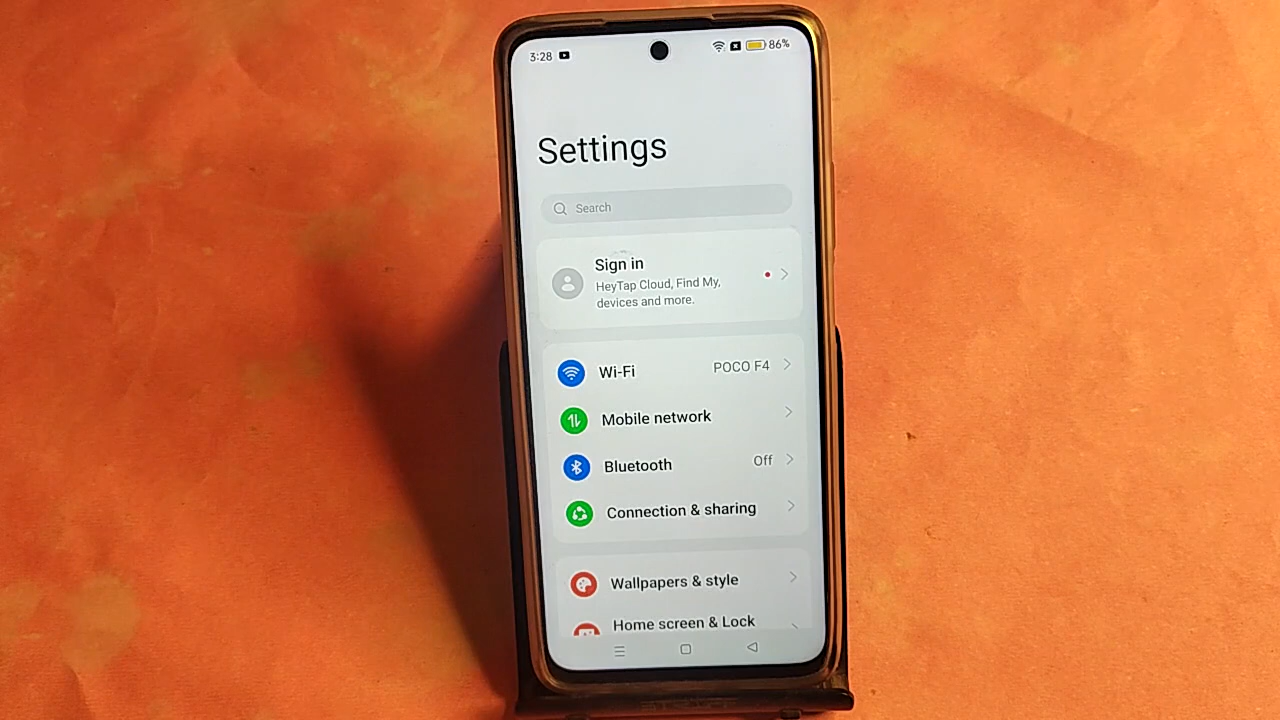 3:28
86%
Settings
Search
Sign in
HeyTap Cloud, Find My,
devices and more.
Wi-Fi POCO F4
Mobile network
Bluetooth Off
Connection & sharing
Wallpapers & style
Home screen & Lock